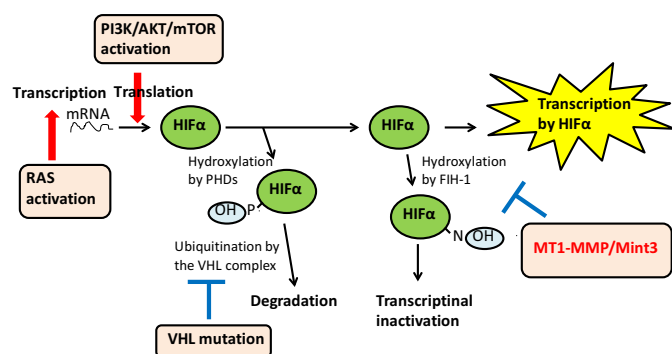 PI3K/AKT/mTOR
activation
Transcription
Translation
mRNA
HIFα
HIFα
Transcription
by HIFα
RAS
activation
Hydroxylation
by PHDs
HIFα
OH
P
Hydroxylation
by FIH-1
HIFα
N
OH
Ubiquitination by
the VHL complex
MT1-MMP/Mint3
Degradation
Transcriptinal
inactivation
VHL mutation